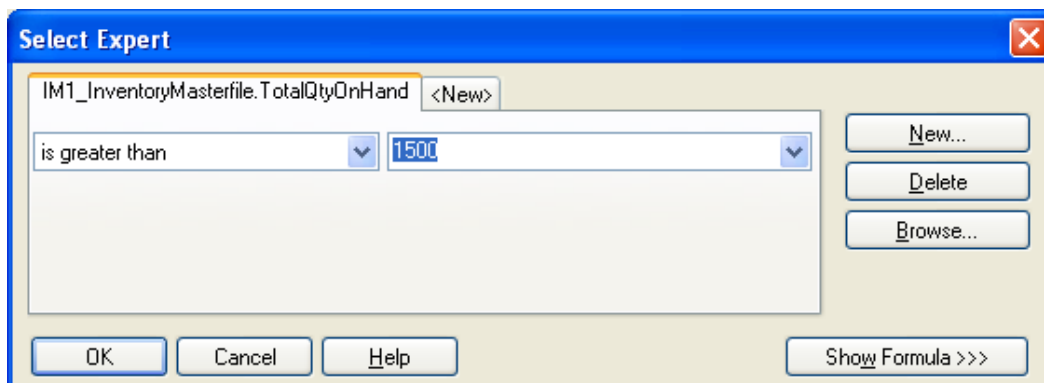 Select Expert
IM1_InventoryMasterfile.TotalQtyOnHand <New>
is greater than 1500
New...
Delete
Browse...
OK Cancel Help Show Formula >>>